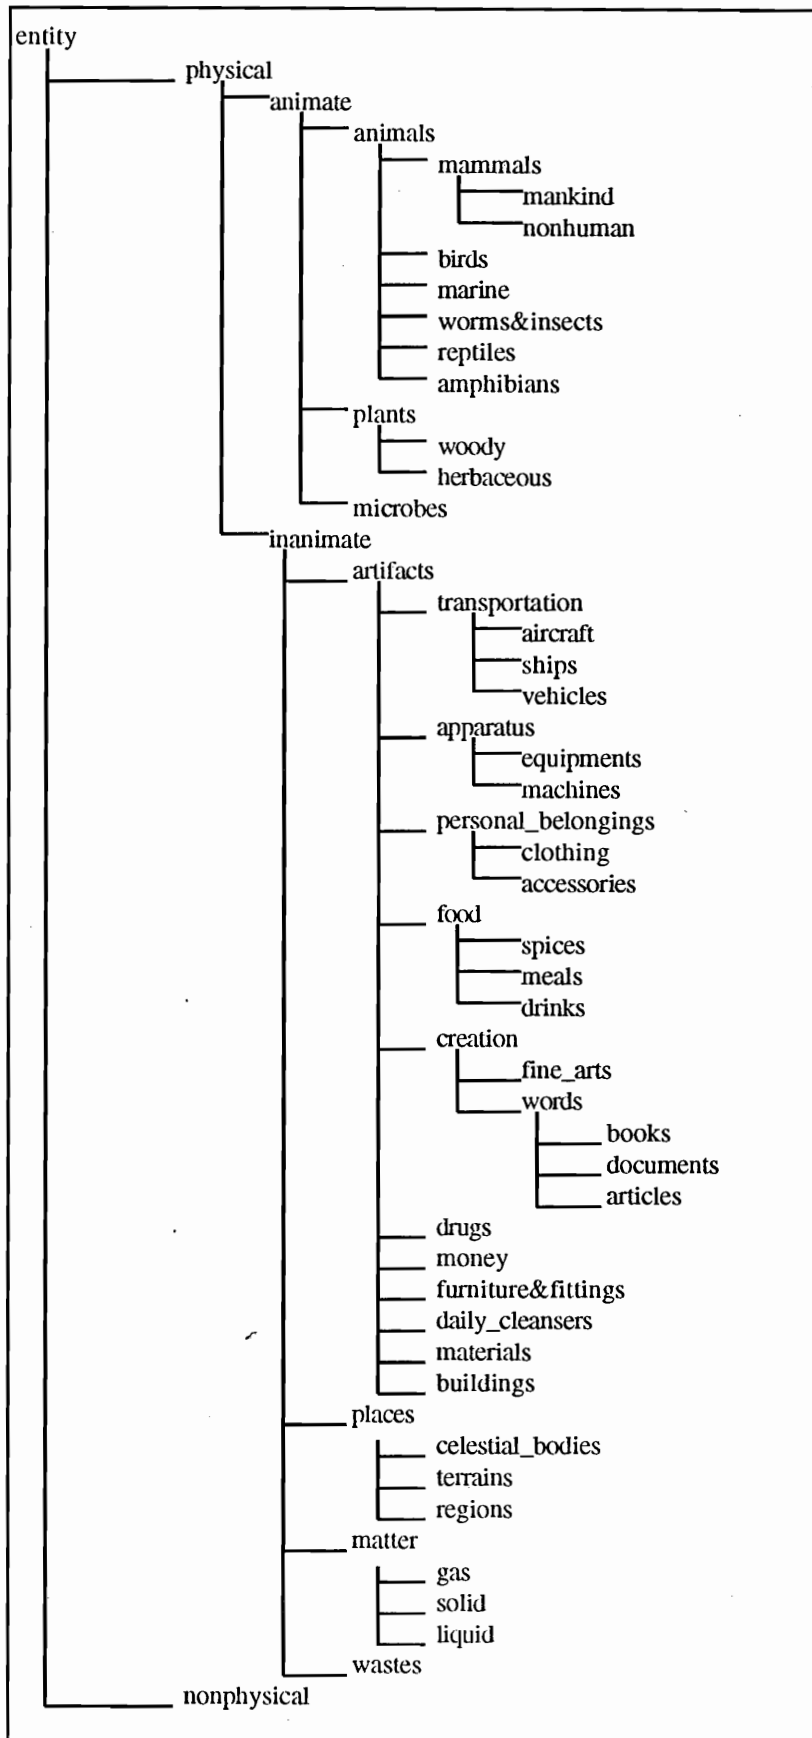 entity
physical
animate
animals
mammals
mankind
nonhuman
birds
marine
worms&insects
reptiles
amphibians
plants
woody
herbaceous
microbes
inanimate
artifacts
transportation
aircraft
ships
vehicles
apparatus
equipments
machines
personal_belongings
clothing
accessories
food
spices
meals
drinks
creation
fine_arts
words
books
documents
articles
drugs
money
furniture&fittings
daily_cleansers
materials
buildings
places
celestial_bodies
terrains
regions
matter
gas
solid
liquid
wastes
nonphysical